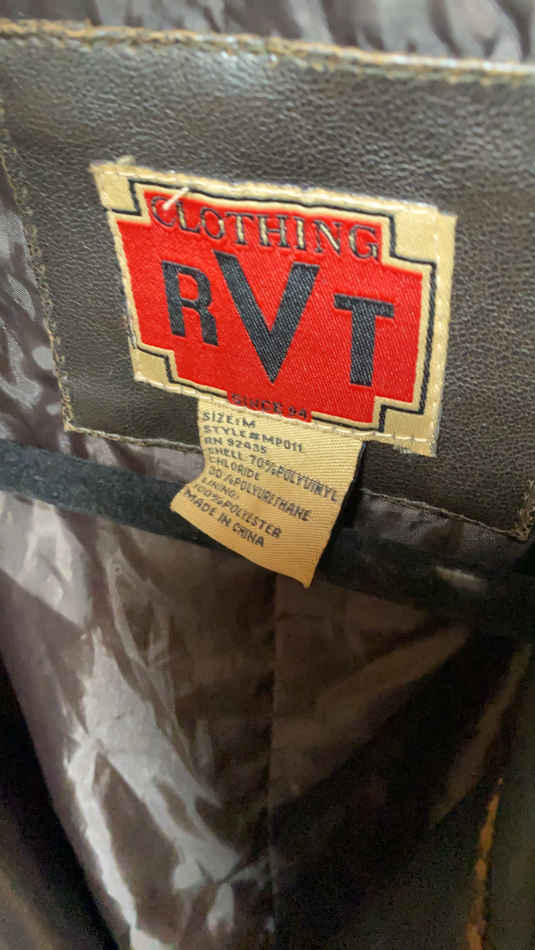 CLOTHING
RVT
SINCE 94
SIZE: M
STYLE#MP011
RN 92435
SHELL: 70%POLYVINYL
CHLORIDE
30%POLYURETHANE
LINING:
100%POLYESTER
MADE IN CHINA